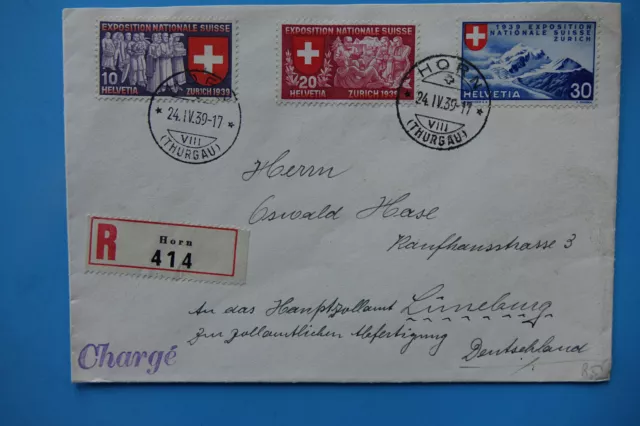 EXPOSITION NATIONALE SUISSE
10
HELVETIA
ZURICH 1939
EXPOSITION NATIONALE SUISSE
20
HELVETIA
ZURICH 1939
1939 EXPOSITION
NATIONALE SUISSE
ZURICH
HELVETIA
30
24.IV.39-17
VIII
(THURGAU)
HORN
24.IV.39-17
VIII
(THURGAU)
Herrn
Oswald Hase
Kaufhausstrasse 3
R
Horn
414
An das Hauptzollamt Lüneburg
zur zollamtlichen Abfertigung
Deutschland
Chargé